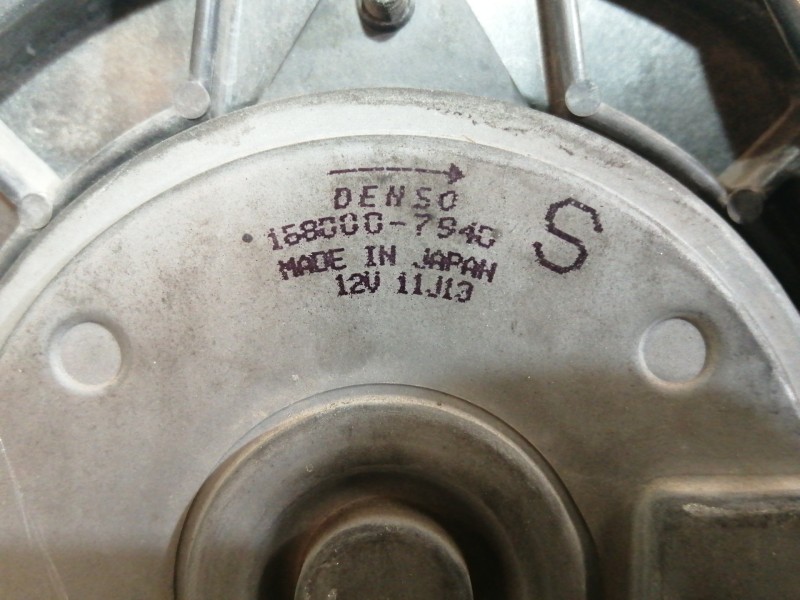 DENSO
168000-7940
S
MADE IN JAPAN
12V 11J13